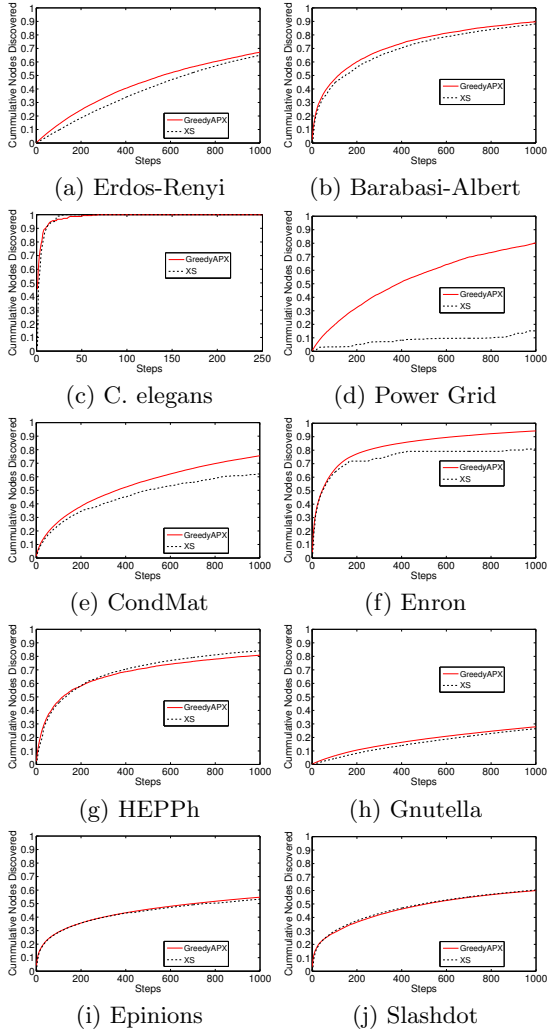 Cummulative Nodes Discovered
1
0.9
0.8
0.7
0.6
0.5
0.4
0.3
0.2
0.1
0
GreedyAPX
XS
0 200 400 600 800 1000
Steps
(a) Erdos-Renyi
Cummulative Nodes Discovered
1
0.9
0.8
0.7
0.6
0.5
0.4
0.3
0.2
0.1
0
GreedyAPX
XS
0 200 400 600 800 1000
Steps
(b) Barabasi-Albert
Cummulative Nodes Discovered
1
0.9
0.8
0.7
0.6
0.5
0.4
0.3
0.2
0.1
0
GreedyAPX
XS
0 50 100 150 200 250
Steps
(c) C. elegans
Cummulative Nodes Discovered
1
0.9
0.8
0.7
0.6
0.5
0.4
0.3
0.2
0.1
0
GreedyAPX
XS
0 200 400 600 800 1000
Steps
(d) Power Grid
Cummulative Nodes Discovered
1
0.9
0.8
0.7
0.6
0.5
0.4
0.3
0.2
0.1
0
GreedyAPX
XS
0 200 400 600 800 1000
Steps
(e) CondMat
Cummulative Nodes Discovered
1
0.9
0.8
0.7
0.6
0.5
0.4
0.3
0.2
0.1
0
GreedyAPX
XS
0 200 400 600 800 1000
Steps
(f) Enron
Cummulative Nodes Discovered
1
0.9
0.8
0.7
0.6
0.5
0.4
0.3
0.2
0.1
0
GreedyAPX
XS
0 200 400 600 800 1000
Steps
(g) HEPPh
Cummulative Nodes Discovered
1
0.9
0.8
0.7
0.6
0.5
0.4
0.3
0.2
0.1
0
GreedyAPX
XS
0 200 400 600 800 1000
Steps
(h) Gnutella
Cummulative Nodes Discovered
1
0.9
0.8
0.7
0.6
0.5
0.4
0.3
0.2
0.1
0
GreedyAPX
XS
0 200 400 600 800 1000
Steps
(i) Epinions
Cummulative Nodes Discovered
1
0.9
0.8
0.7
0.6
0.5
0.4
0.3
0.2
0.1
0
GreedyAPX
XS
0 200 400 600 800 1000
Steps
(j) Slashdot